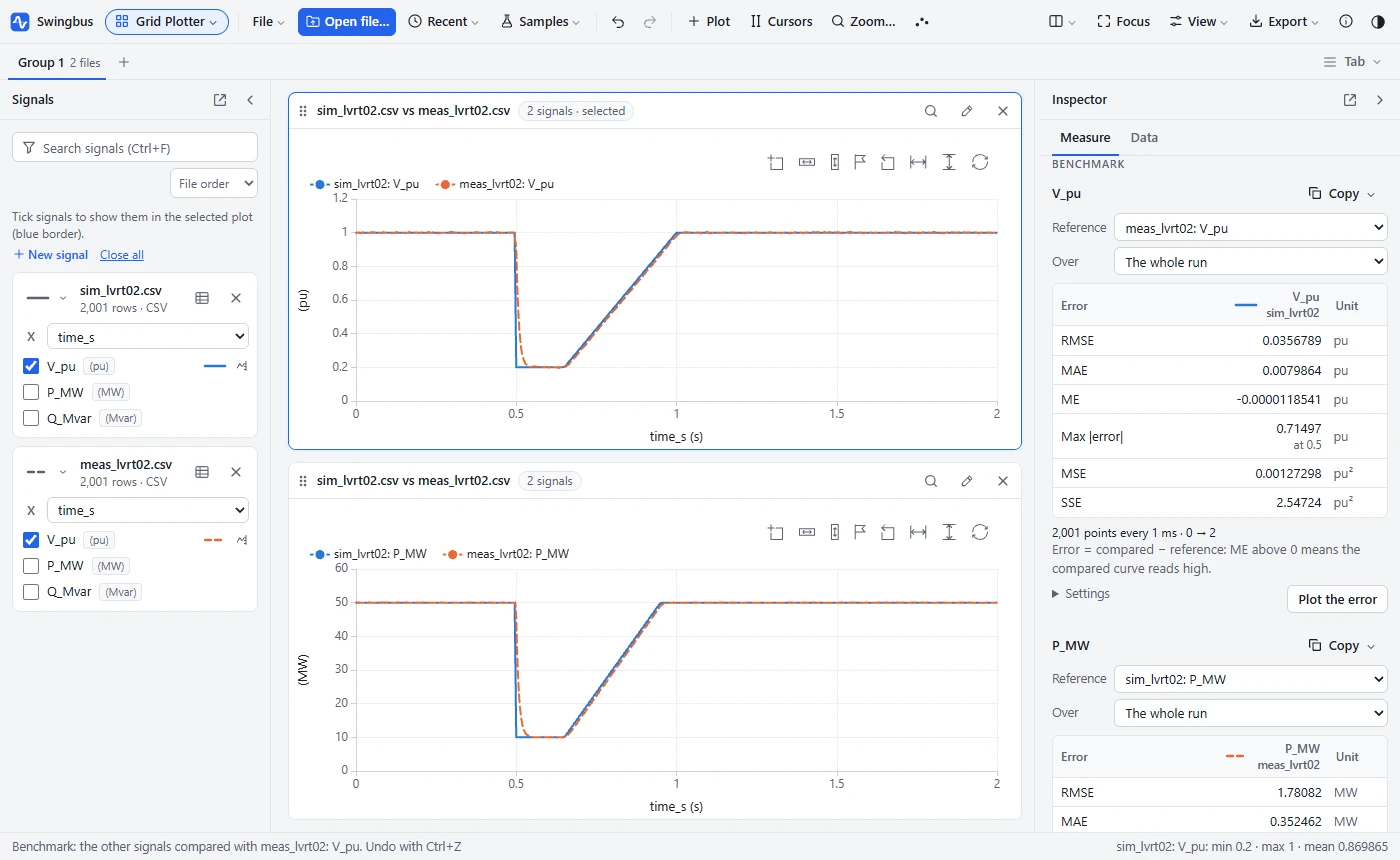 Swingbus Grid Plotter File Open file... Recent Samples Plot Cursors Zoom... Focus View Export
Group 1 2 files + Tab
Signals
Search signals (Ctrl+F)
File order
Tick signals to show them in the selected plot
(blue border).
+ New signal Close all
sim_lvrt02.csv
2,001 rows · CSV
X time_s
V_pu (pu)
P_MW (MW)
Q_Mvar (Mvar)
meas_lvrt02.csv
2,001 rows · CSV
X time_s
V_pu (pu)
P_MW (MW)
Q_Mvar (Mvar)
sim_lvrt02.csv vs meas_lvrt02.csv 2 signals · selected
sim_lvrt02: V_pu meas_lvrt02: V_pu
1.2
1
0.8
0.6
0.4
0.2
0
(pu)
0 0.5 1 1.5 2
time_s (s)
sim_lvrt02.csv vs meas_lvrt02.csv 2 signals
sim_lvrt02: P_MW meas_lvrt02: P_MW
60
50
40
30
20
10
0
(MW)
0 0.5 1 1.5 2
time_s (s)
Inspector
Measure Data
BENCHMARK
V_pu Copy
Reference meas_lvrt02: V_pu
Over The whole run
Error V_pu sim_lvrt02 Unit
RMSE 0.0356789 pu
MAE 0.0079864 pu
ME -0.0000118541 pu
Max |error| 0.71497 at 0.5 pu
MSE 0.00127298 pu²
SSE 2.54724 pu²
2,001 points every 1 ms · 0 → 2
Error = compared − reference: ME above 0 means the
compared curve reads high.
Settings Plot the error
P_MW Copy
Reference sim_lvrt02: P_MW
Over The whole run
Error P_MW meas_lvrt02 Unit
RMSE 1.78082 MW
MAE 0.352462 MW
Benchmark: the other signals compared with meas_lvrt02: V_pu. Undo with Ctrl+Z
sim_lvrt02: V_pu: min 0.2 · max 1 · mean 0.869865